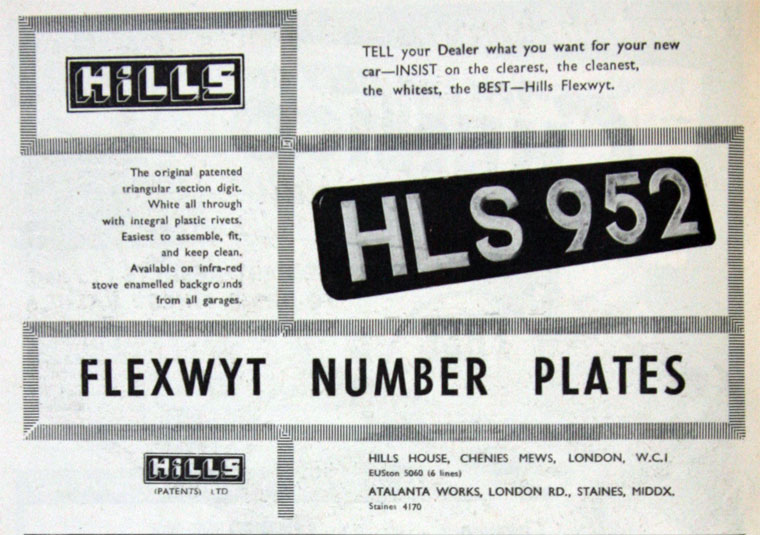 HiLLS
TELL your Dealer what you want for your new
car—INSIST on the clearest, the cleanest,
the whitest, the BEST—Hills Flexwyt.
The original patented
triangular section digit.
White all through
with integral plastic rivets.
Easiest to assemble, fit,
and keep clean.
Available on infra-red
stove enamelled backgrounds
from all garages.
HLS 952
FLEXWYT NUMBER PLATES
HiLLS
(PATENTS) LTD
HILLS HOUSE, CHENIES MEWS, LONDON, W.C.1
EUSton 5060 (6 lines)
ATALANTA WORKS, LONDON RD., STAINES, MIDDX.
Staines 4170